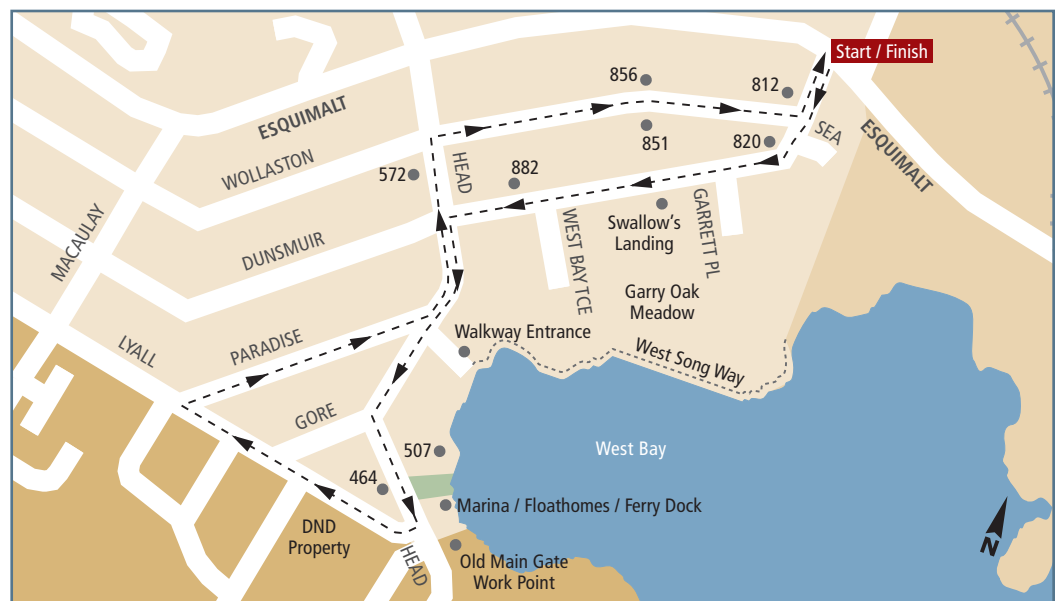 Start / Finish
856
812
ESQUIMALT
SEA
820
851
ESQUIMALT
WOLLASTON
HEAD
572
882
MACAULAY
DUNSMUIR
WEST BAY TCE
Swallow's
Landing
GARRETT PL
Garry Oak
Meadow
LYALL
PARADISE
Walkway Entrance
West Song Way
GORE
507
West Bay
464
Marina / Floathomes / Ferry Dock
DND
Property
HEAD
Old Main Gate
Work Point
N